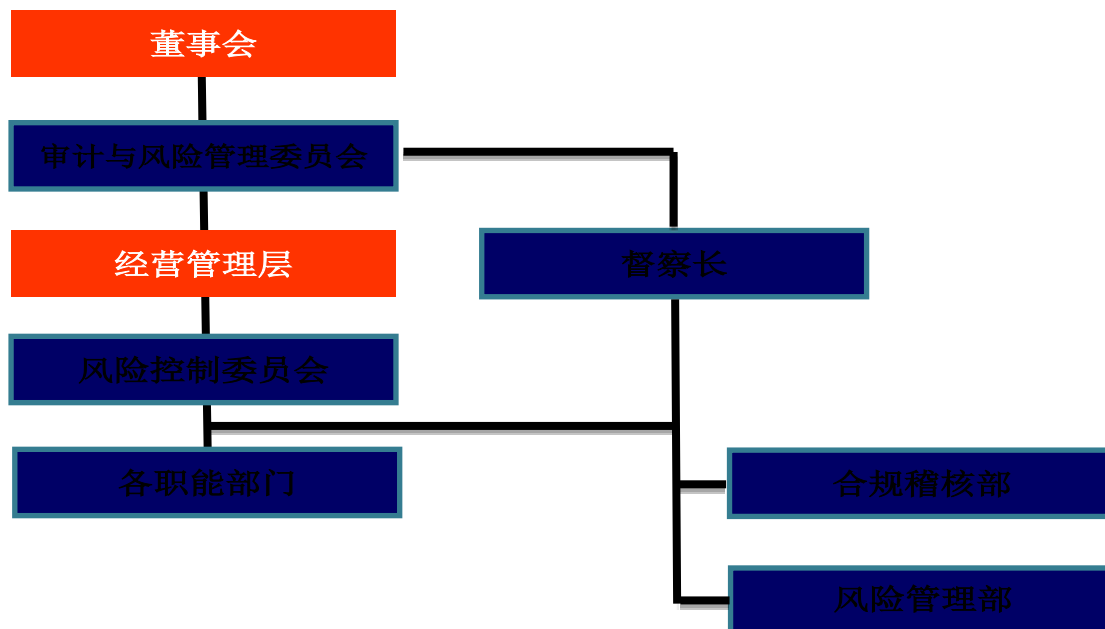 董事会
审计与风险管理委员会
经营管理层
督察长
风险控制委员会
各职能部门
合规稽核部
风险管理部